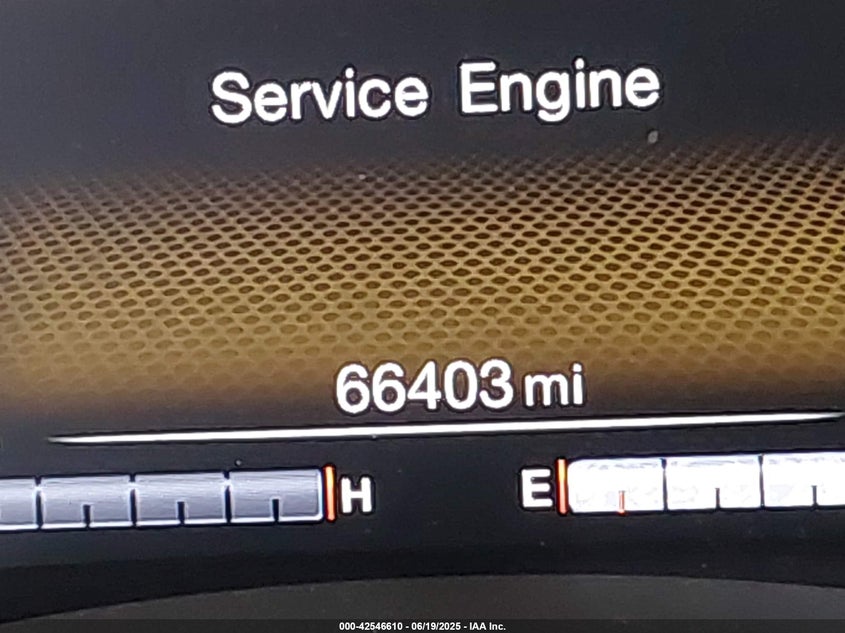 Service Engine
66403 mi
H E
000-42546610 - 06/19/2025 - IAA Inc.